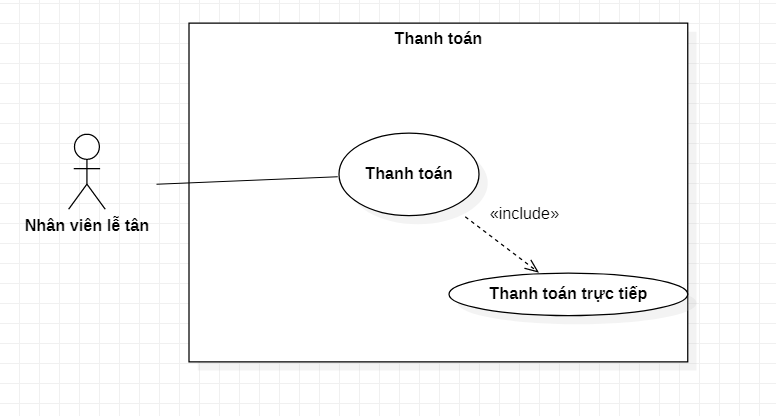 Thanh toán
Thanh toán
Nhân viên lễ tân
«include»
Thanh toán trực tiếp